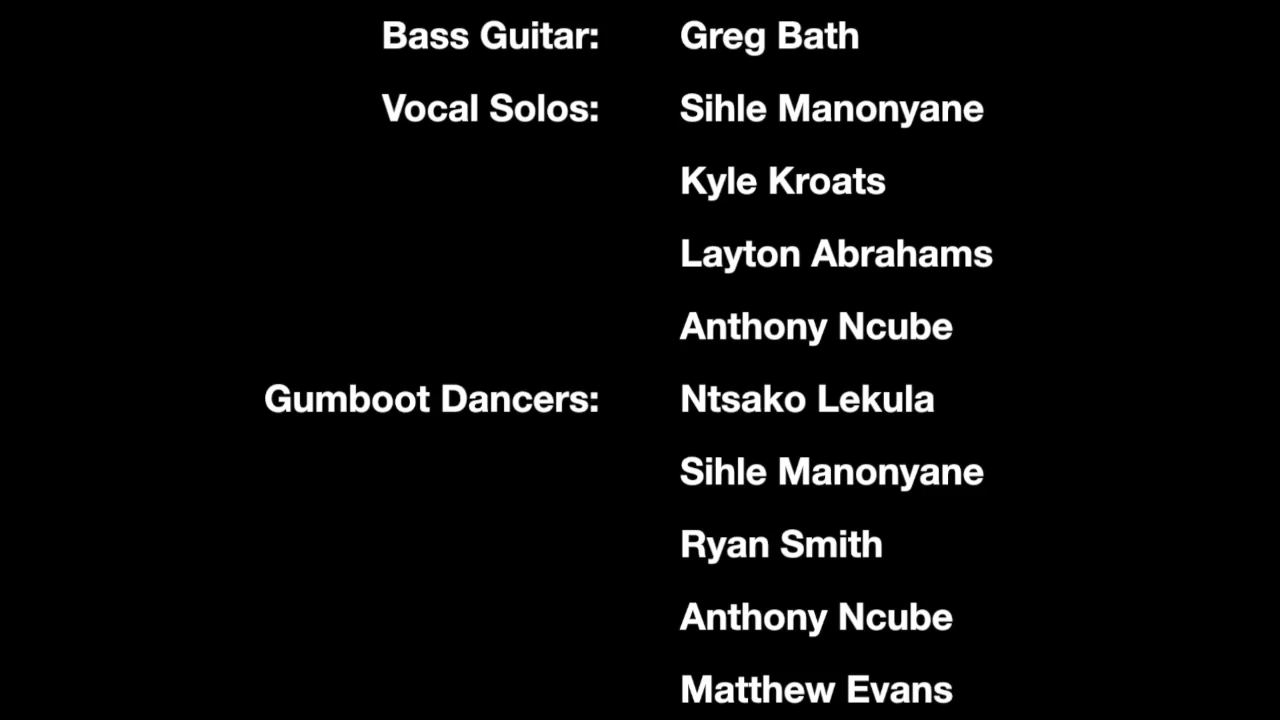 Bass Guitar: Greg Bath
Vocal Solos: Sihle Manonyane
Kyle Kroats
Layton Abrahams
Anthony Ncube
Gumboot Dancers: Ntsako Lekula
Sihle Manonyane
Ryan Smith
Anthony Ncube
Matthew Evans